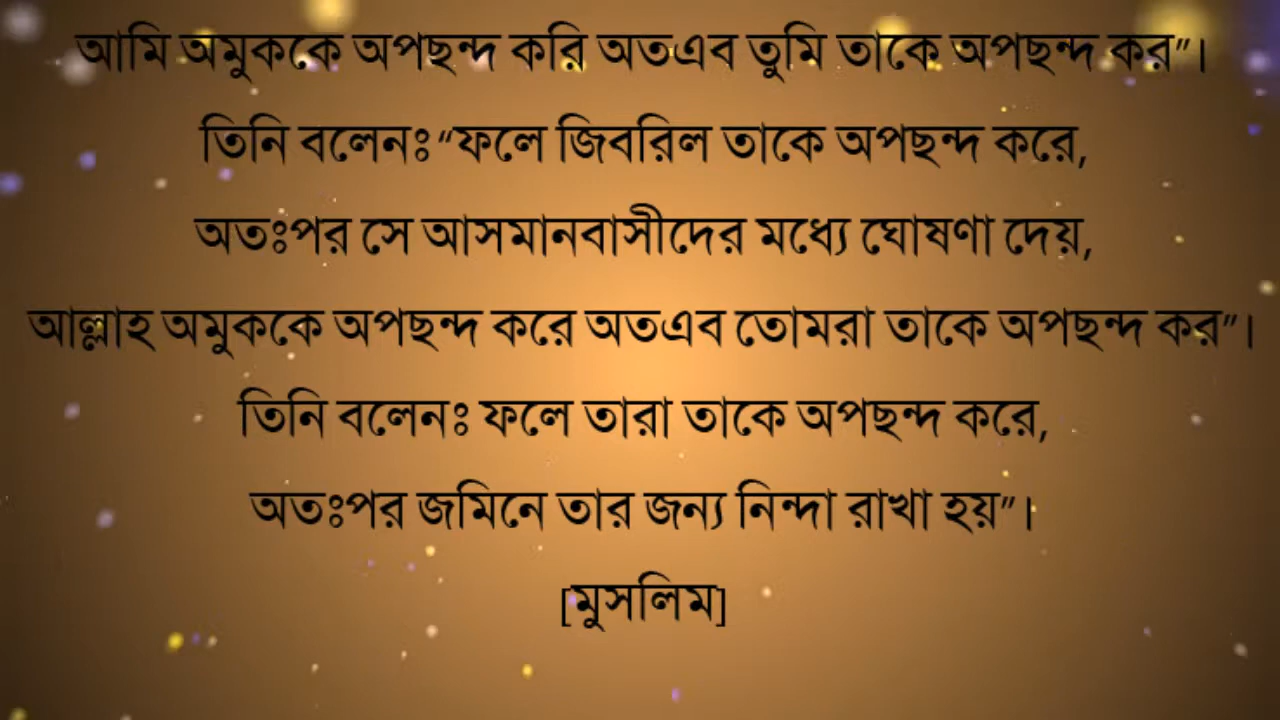 আমি অমুককে অপছন্দ করি অতএব তুমি তাকে অপছন্দ কর”।
তিনি বলেনঃ “ফলে জিবরিল তাকে অপছন্দ করে,
অতঃপর সে আসমানবাসীদের মধ্যে ঘোষণা দেয়,
আল্লাহ অমুককে অপছন্দ করে অতএব তোমরা তাকে অপছন্দ কর”।
তিনি বলেনঃ ফলে তারা তাকে অপছন্দ করে,
অতঃপর জমিনে তার জন্য নিন্দা রাখা হয়”।
[মুসলিম]